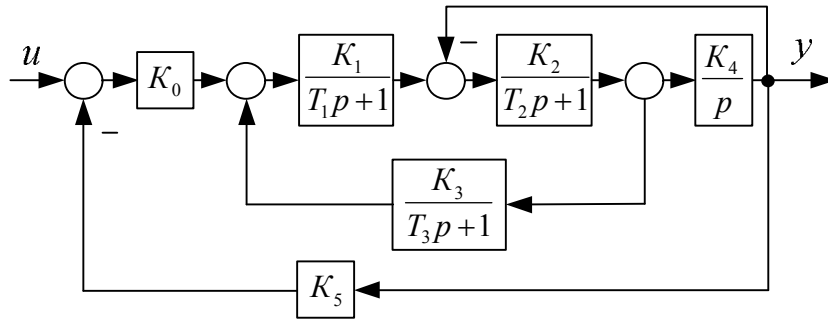 u
−
K₀
K₁
T₁p+1
−
K₂
T₂p+1
K₄
p
y
K₃
T₃p+1
−
K₅